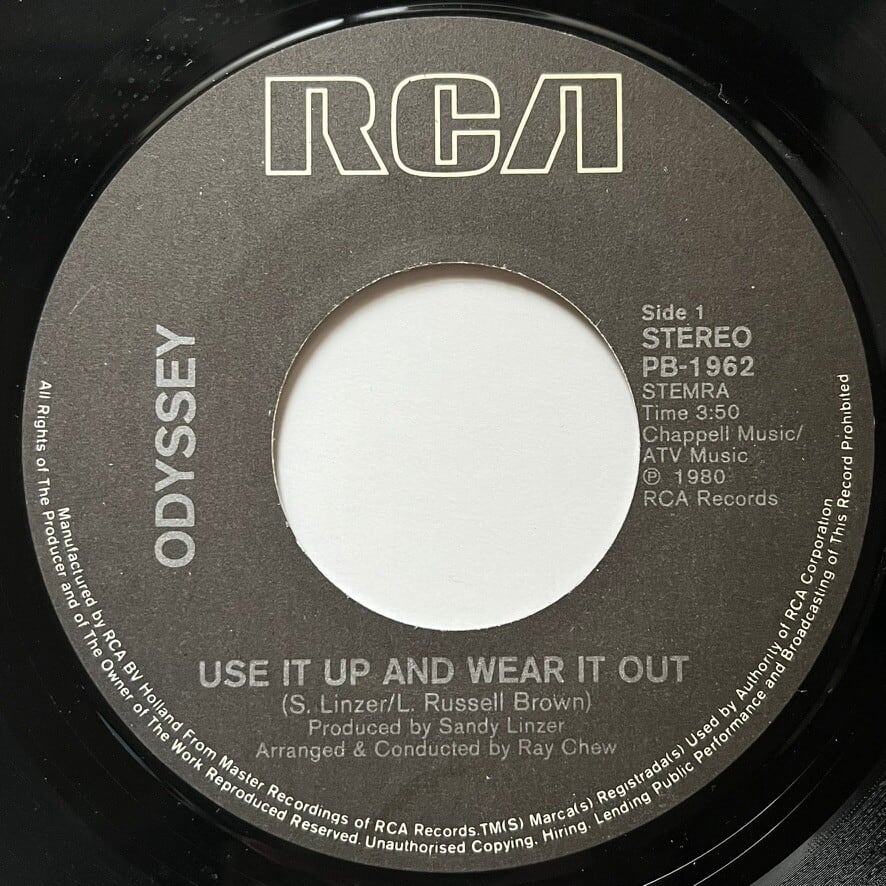 RCA
ODYSSEY
Side 1
STEREO
PB-1962
STEMRA
Time 3:50
Chappell Music/
ATV Music
℗ 1980
RCA Records
USE IT UP AND WEAR IT OUT
(S. Linzer/L. Russell Brown)
Produced by Sandy Linzer
Arranged & Conducted by Ray Chew
Manufactured by RCA BV Holland From Master Recordings of RCA Records.TM(S) Marca(s) Registrada(s) Used by Authority of RCA Corporation
All Rights of The Producer and of The Owner of The Work Reproduced Reserved. Unauthorised Copying, Hiring, Lending Public Performance and Broadcasting of This Record Prohibited